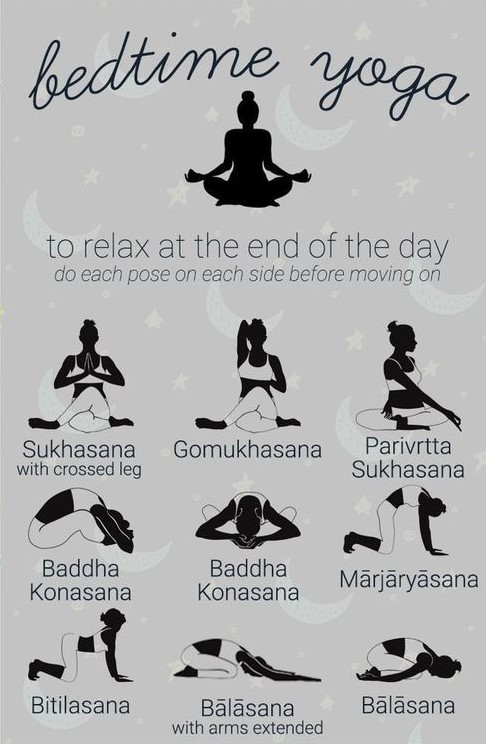 bedtime yoga
to relax at the end of the day
do each pose on each side before moving on
Sukhasana
with crossed leg
Gomukhasana
Parivrtta
Sukhasana
Baddha
Konasana
Baddha
Konasana
Mārjāryāsana
Bitilasana
Bālāsana
with arms extended
Bālāsana